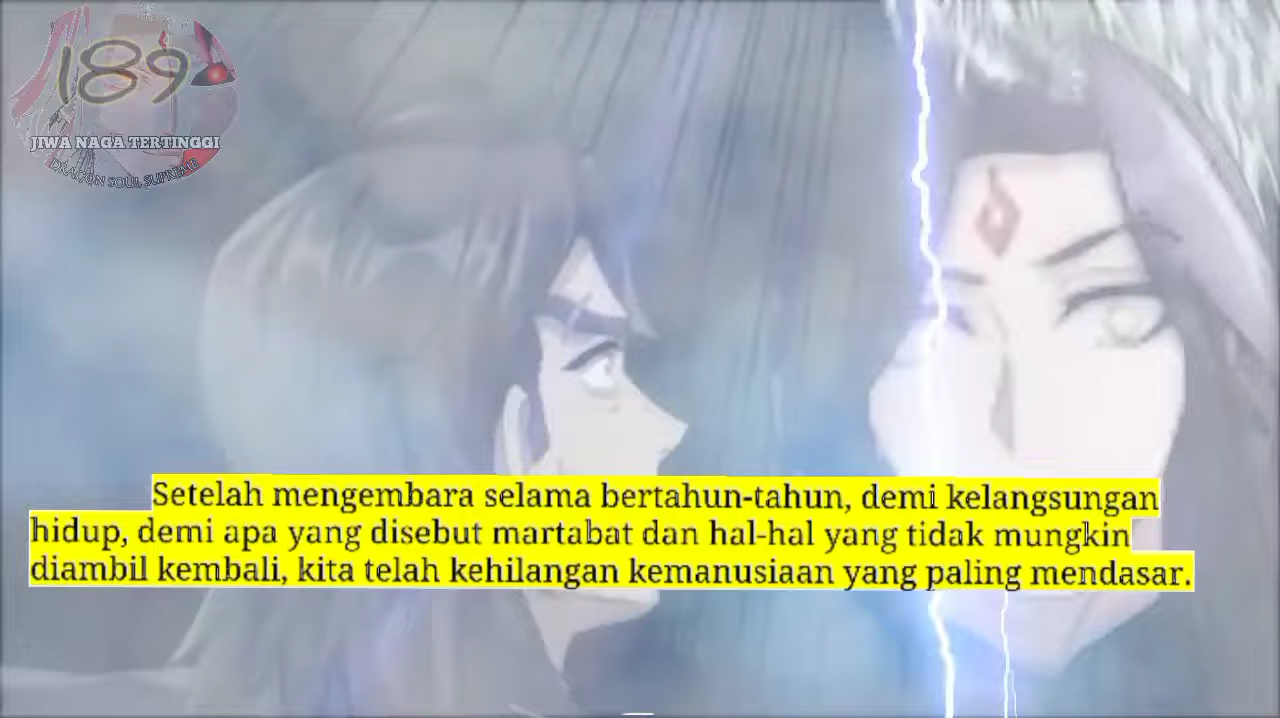 189
JIWA NAGA TERTINGGI
DRAGON SOUL SUPREME
Setelah mengembara selama bertahun-tahun, demi kelangsungan
hidup, demi apa yang disebut martabat dan hal-hal yang tidak mungkin
diambil kembali, kita telah kehilangan kemanusiaan yang paling mendasar.